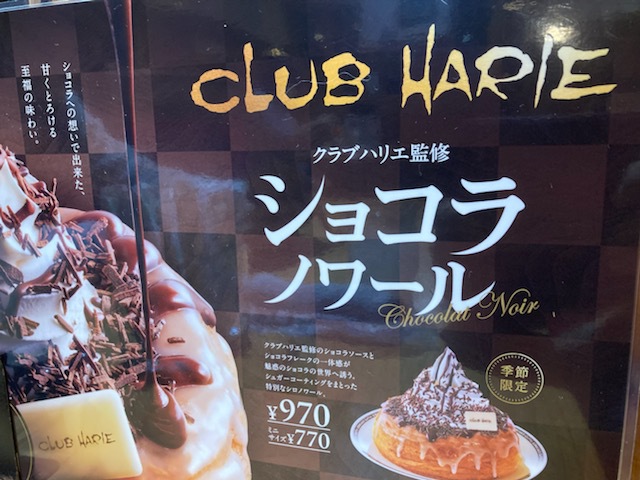 CLUB HARIE
クラブハリエ監修
ショコラ
ノワール
Chocolat Noir
ショコラへの想いで出来た、
甘くとろける
至福の味わい。
クラブハリエ監修のショコラソースと
ショコラフレークの一体感が
魅惑のショコラの世界へ誘う、
シュガーコーティングをまとった
特別なシロノワール。
¥970
ミニ
サイズ¥770
季節
限定
CLUB HARIE
CLUB HARIE